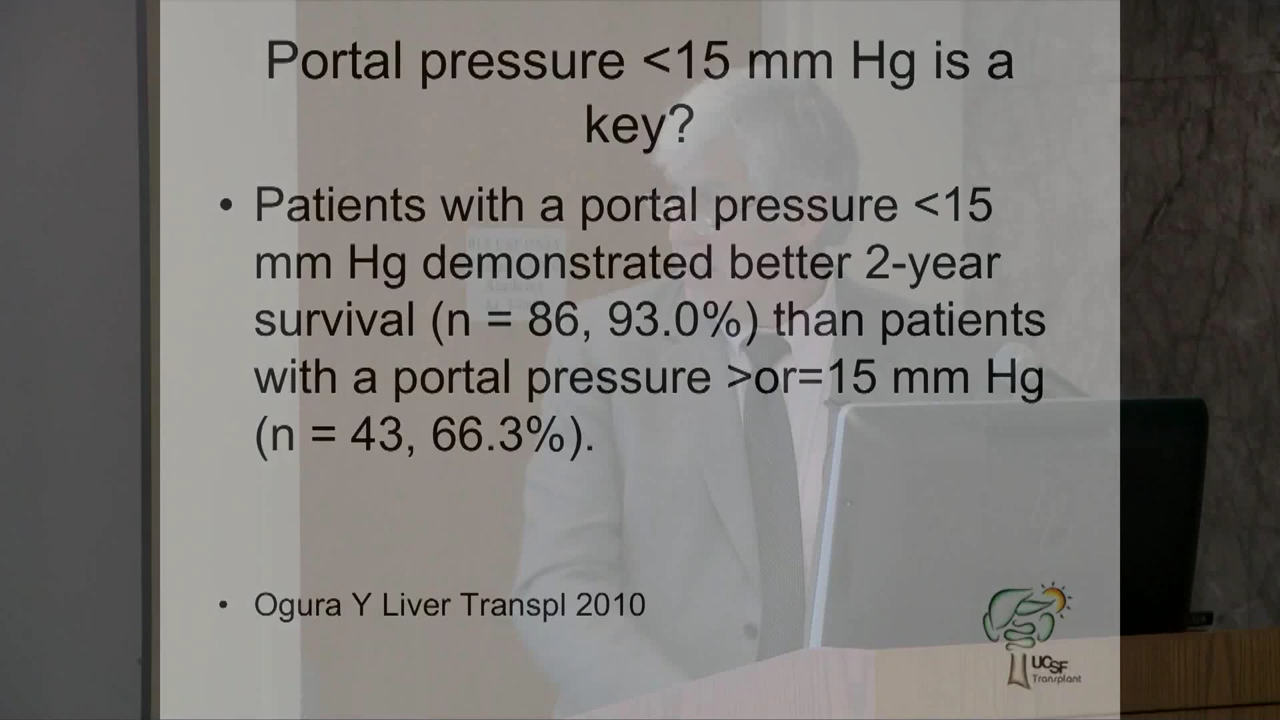 Portal pressure <15 mm Hg is a
key?
• Patients with a portal pressure <15
mm Hg demonstrated better 2-year
survival (n = 86, 93.0%) than patients
with a portal pressure >or=15 mm Hg
(n = 43, 66.3%).
• Ogura Y Liver Transpl 2010
UCSF
Transplant